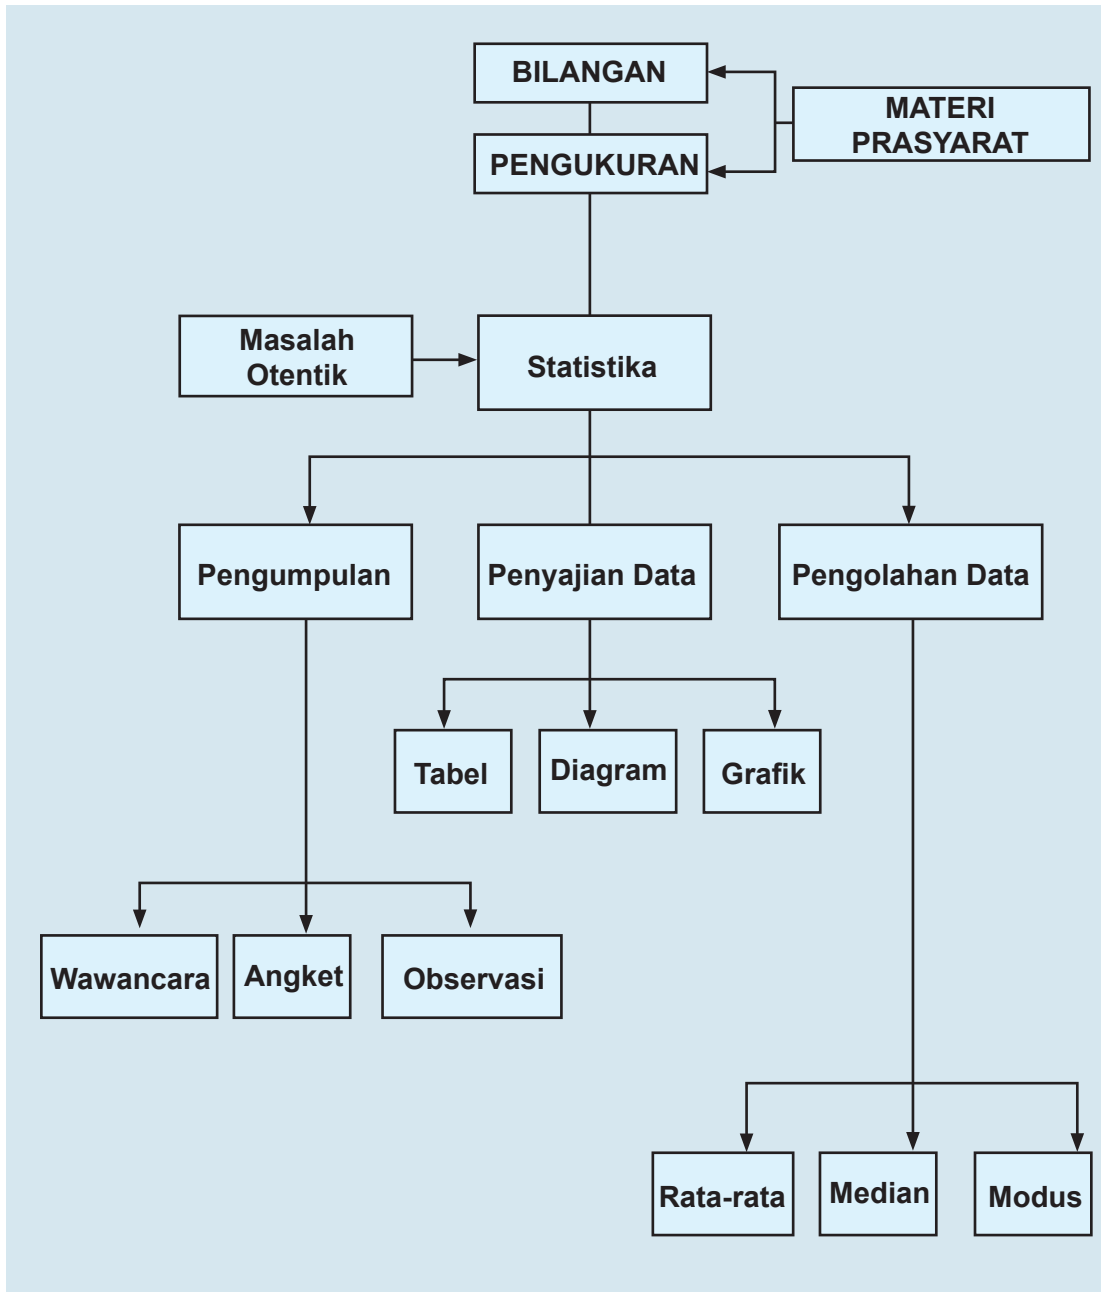 BILANGAN
MATERI
PRASYARAT
PENGUKURAN
Masalah
Otentik
Statistika
Pengumpulan
Penyajian Data
Pengolahan Data
Tabel
Diagram
Grafik
Wawancara
Angket
Observasi
Rata-rata
Median
Modus